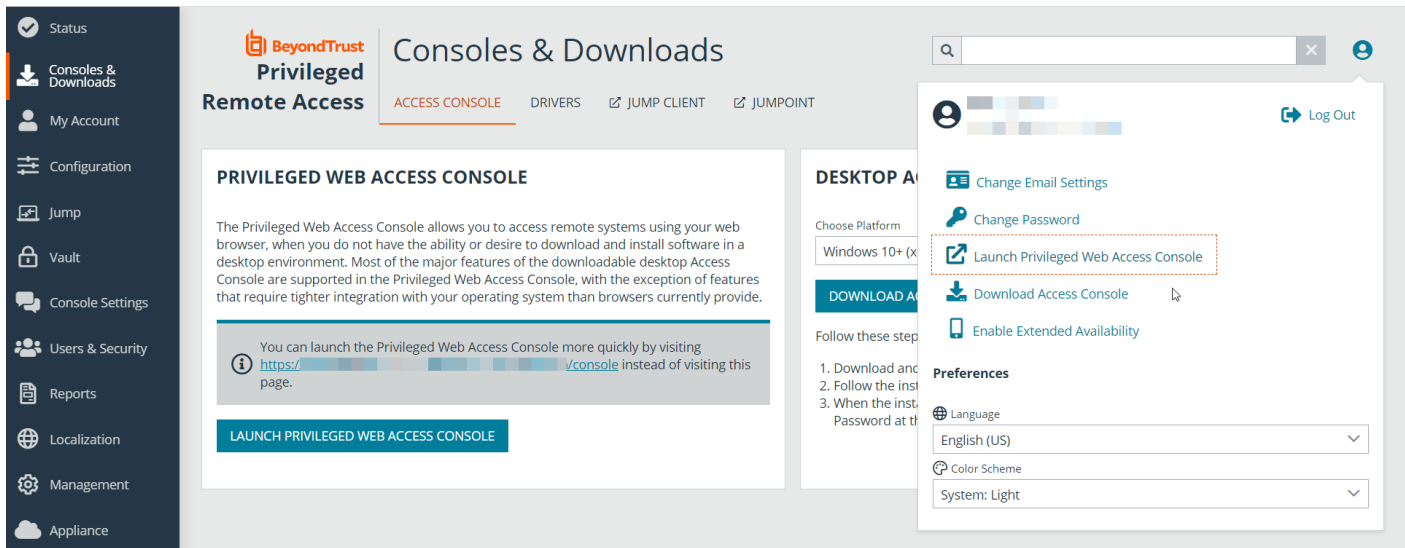 Status
Consoles &
Downloads
My Account
Configuration
Jump
Vault
Console Settings
Users & Security
Reports
Localization
Management
Appliance
BeyondTrust
Privileged
Remote Access
Consoles & Downloads
ACCESS CONSOLE DRIVERS JUMP CLIENT JUMPOINT
PRIVILEGED WEB ACCESS CONSOLE
The Privileged Web Access Console allows you to access remote systems using your web
browser, when you do not have the ability or desire to download and install software in a
desktop environment. Most of the major features of the downloadable desktop Access
Console are supported in the Privileged Web Access Console, with the exception of features
that require tighter integration with your operating system than browsers currently provide.
You can launch the Privileged Web Access Console more quickly by visiting
https:/ /console instead of visiting this
page.
LAUNCH PRIVILEGED WEB ACCESS CONSOLE
DESKTOP A
Choose Platform
Windows 10+ (x
DOWNLOAD A
Follow these step
1. Download and
2. Follow the inst
3. When the insta
Password at th
Log Out
Change Email Settings
Change Password
Launch Privileged Web Access Console
Download Access Console
Enable Extended Availability
Preferences
Language
English (US)
Color Scheme
System: Light